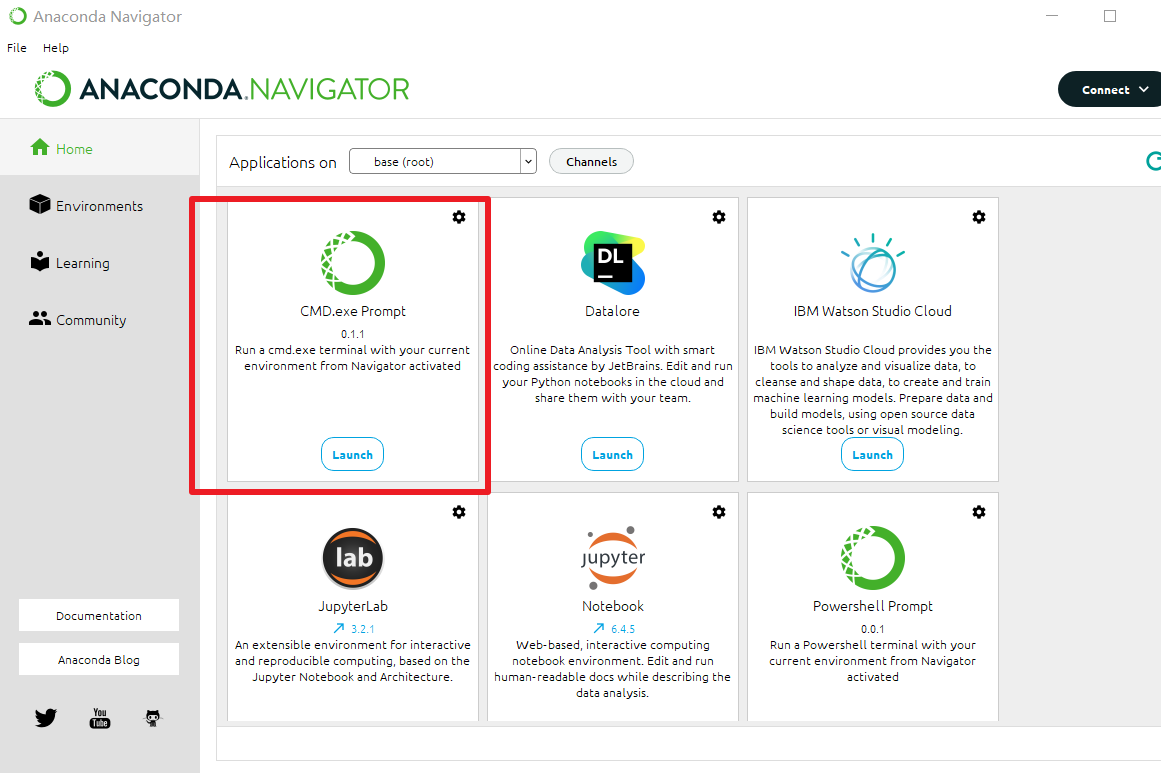 Anaconda Navigator
File Help
ANACONDA.NAVIGATOR
Connect
Home
Environments
Learning
Community
Documentation
Anaconda Blog
You
Tube
Applications on base (root) Channels
CMD.exe Prompt
0.1.1
Run a cmd.exe terminal with your current
environment from Navigator activated
Launch
DL
Datalore
Online Data Analysis Tool with smart
coding assistance by JetBrains. Edit and run
your Python notebooks in the cloud and
share them with your team.
Launch
IBM Watson Studio Cloud
IBM Watson Studio Cloud provides you the
tools to analyze and visualize data, to
cleanse and shape data, to create and train
machine learning models. Prepare data and
build models, using open source data
science tools or visual modeling.
Launch
lab
JupyterLab
3.2.1
An extensible environment for interactive
and reproducible computing, based on the
Jupyter Notebook and Architecture.
jupyter
Notebook
6.4.5
Web-based, interactive computing
notebook environment. Edit and run
human-readable docs while describing the
data analysis.
Powershell Prompt
0.0.1
Run a Powershell terminal with your
current environment from Navigator
activated